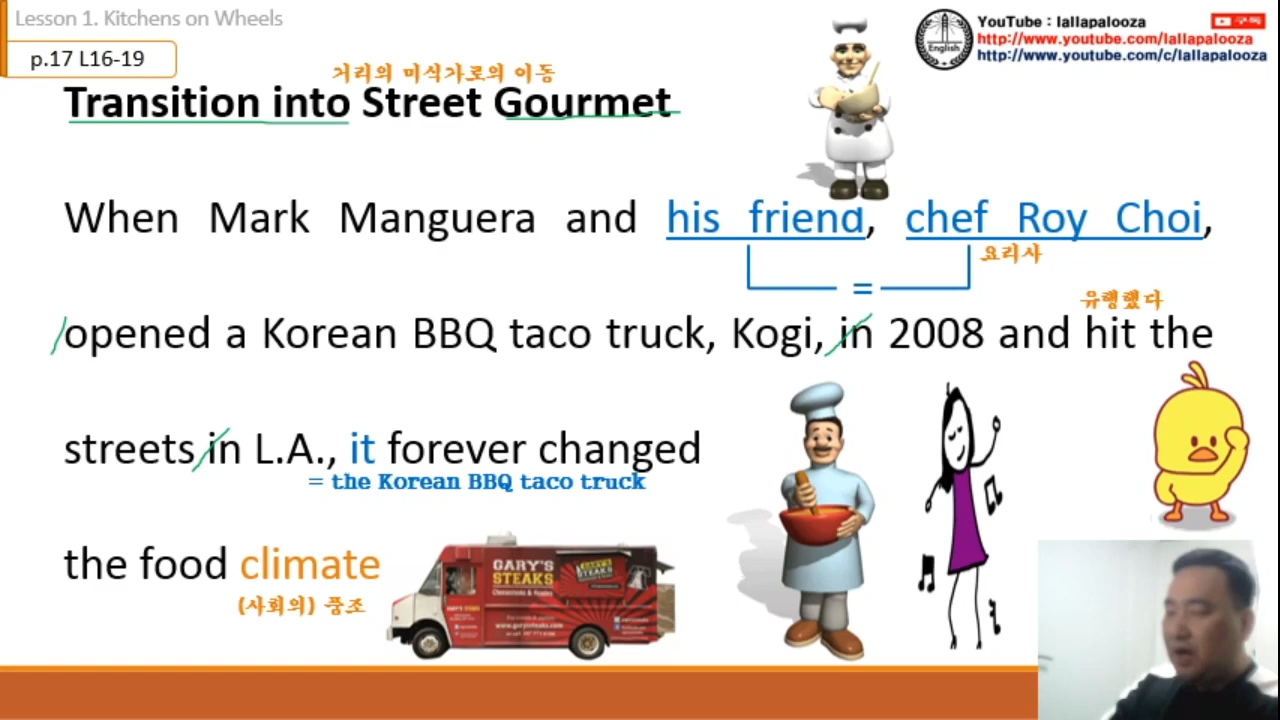 Lesson 1. Kitchens on Wheels
p.17 L16-19
YouTube : lallapalooza
구독
http://www.youtube.com/lallapalooza
http://www.youtube.com/c/lallapalooza
English
거리의 미식가로의 이동
Transition into Street Gourmet
When Mark Manguera and his friend, chef Roy Choi,
요리사
=
유행했다
opened a Korean BBQ taco truck, Kogi, in 2008 and hit the
streets in L.A., it forever changed
= the Korean BBQ taco truck
the food climate
(사회의)풍조
GARY'S
STEAKS